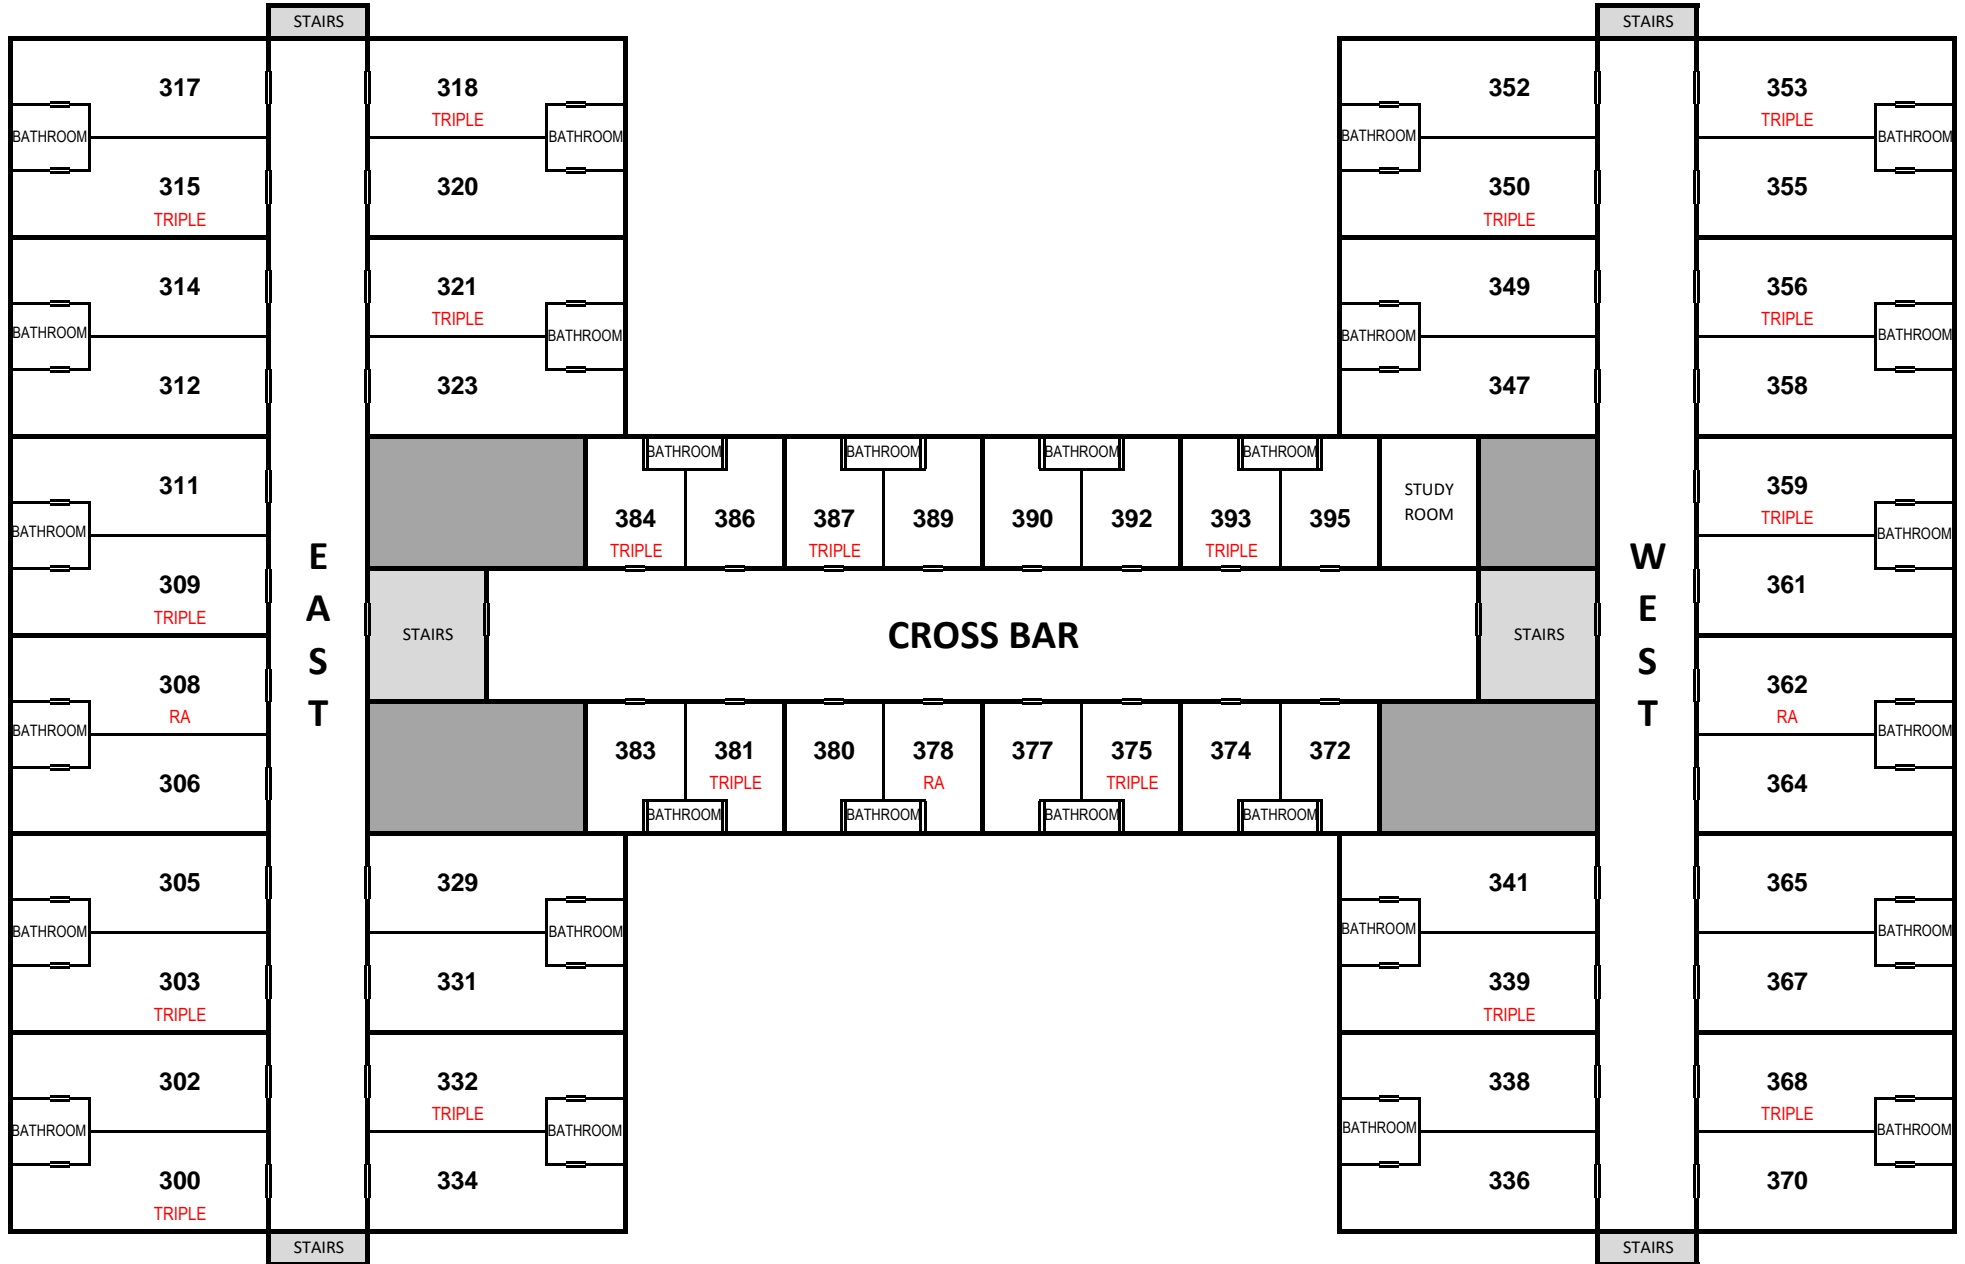 STAIRS
STAIRS
317
318
TRIPLE
352
353
TRIPLE
BATHROOM
BATHROOM
BATHROOM
BATHROOM
315
TRIPLE
320
350
TRIPLE
355
314
321
TRIPLE
349
356
TRIPLE
BATHROOM
BATHROOM
BATHROOM
BATHROOM
312
323
347
358
BATHROOM
BATHROOM
BATHROOM
BATHROOM
311
359
TRIPLE
384
TRIPLE
386
387
TRIPLE
389
390
392
393
TRIPLE
395
STUDY
ROOM
BATHROOM
BATHROOM
309
TRIPLE
361
E
A
S
T
STAIRS
CROSS BAR
STAIRS
W
E
S
T
308
RA
362
RA
BATHROOM
BATHROOM
383
381
TRIPLE
380
378
RA
377
375
TRIPLE
374
372
306
364
BATHROOM
BATHROOM
BATHROOM
BATHROOM
305
329
341
365
BATHROOM
BATHROOM
BATHROOM
BATHROOM
303
TRIPLE
331
339
TRIPLE
367
302
332
TRIPLE
338
368
TRIPLE
BATHROOM
BATHROOM
BATHROOM
BATHROOM
300
TRIPLE
334
336
370
STAIRS
STAIRS